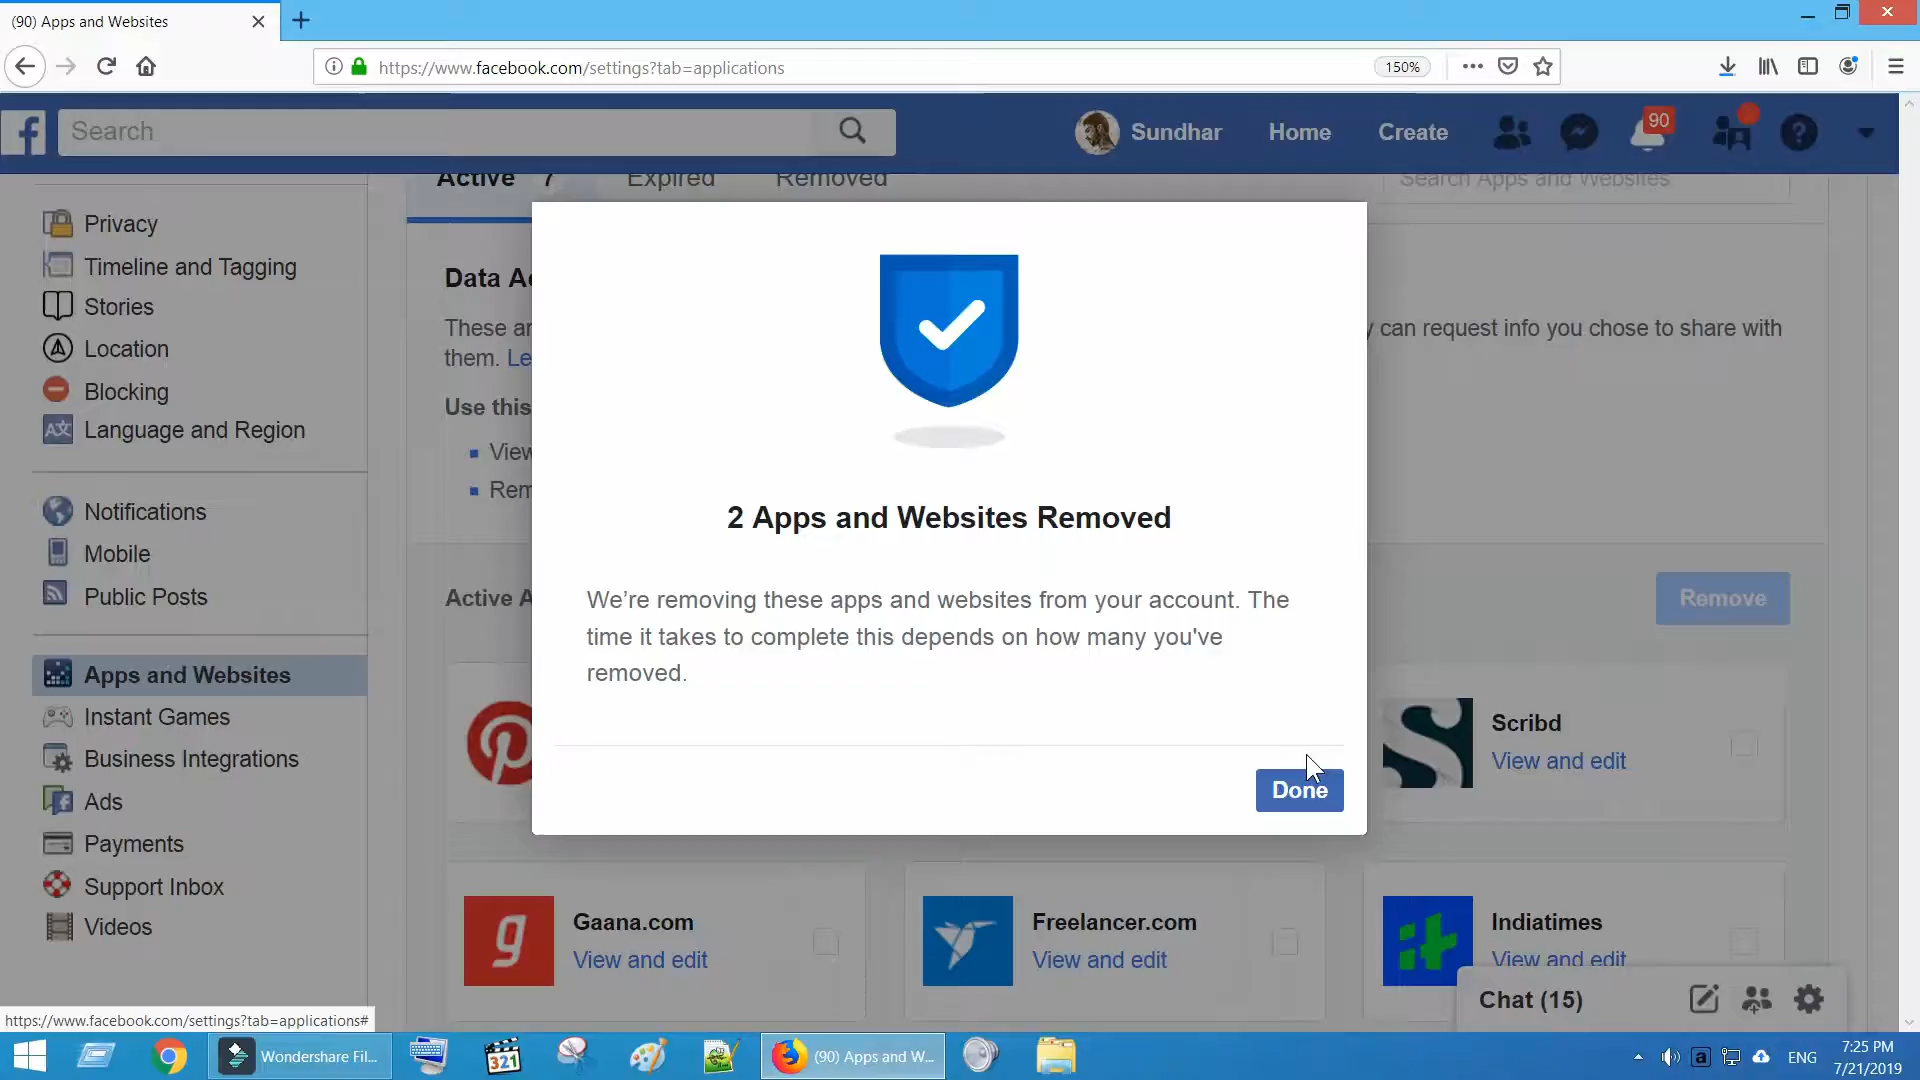 (90) Apps and Websites
https://www.facebook.com/settings?tab=applications
150%
Search
Sundhar
Home
Create
90
Active 7
Expired
Removed
Search Apps and Websites
Privacy
Timeline and Tagging
Stories
Location
Blocking
Language and Region
Notifications
Mobile
Public Posts
Apps and Websites
Instant Games
Business Integrations
Ads
Payments
Support Inbox
Videos
Data Ac
These ar
y can request info you chose to share with
them. Le
Use this
View
Rem
2 Apps and Websites Removed
We're removing these apps and websites from your account. The
time it takes to complete this depends on how many you've
removed.
Done
Active A
Remove
Scribd
View and edit
Gaana.com
View and edit
Freelancer.com
View and edit
Indiatimes
View and edit
Chat (15)
https://www.facebook.com/settings?tab=applications#
Wondershare Fil...
321
(90) Apps and W...
ENG
7:25 PM
7/21/2019